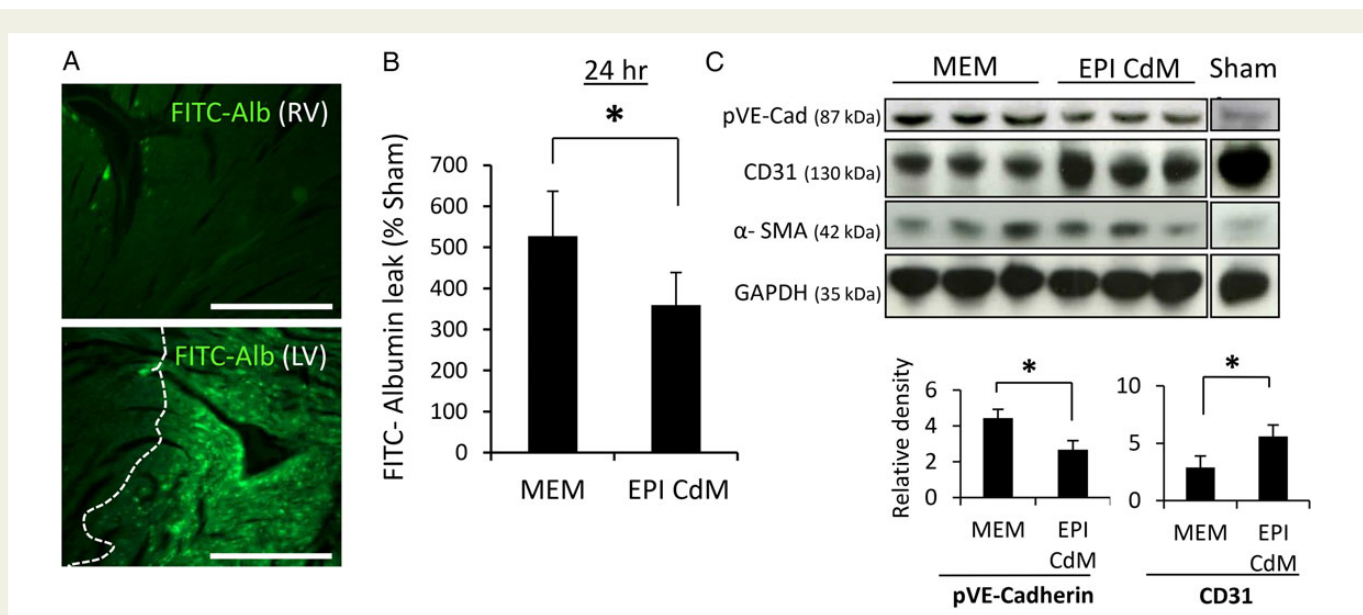 A
FITC-Alb (RV)
FITC-Alb (LV)
B
24 hr
*
FITC- Albumin leak (% Sham)
700
600
500
400
300
200
100
0
MEM
EPI CdM
C
MEM EPI CdM Sham
pVE-Cad (87 kDa)
CD31 (130 kDa)
α- SMA (42 kDa)
GAPDH (35 kDa)
Relative density
6
4
2
0
*
MEM
EPI
CdM
pVE-Cadherin
10
5
0
*
MEM
EPI
CdM
CD31